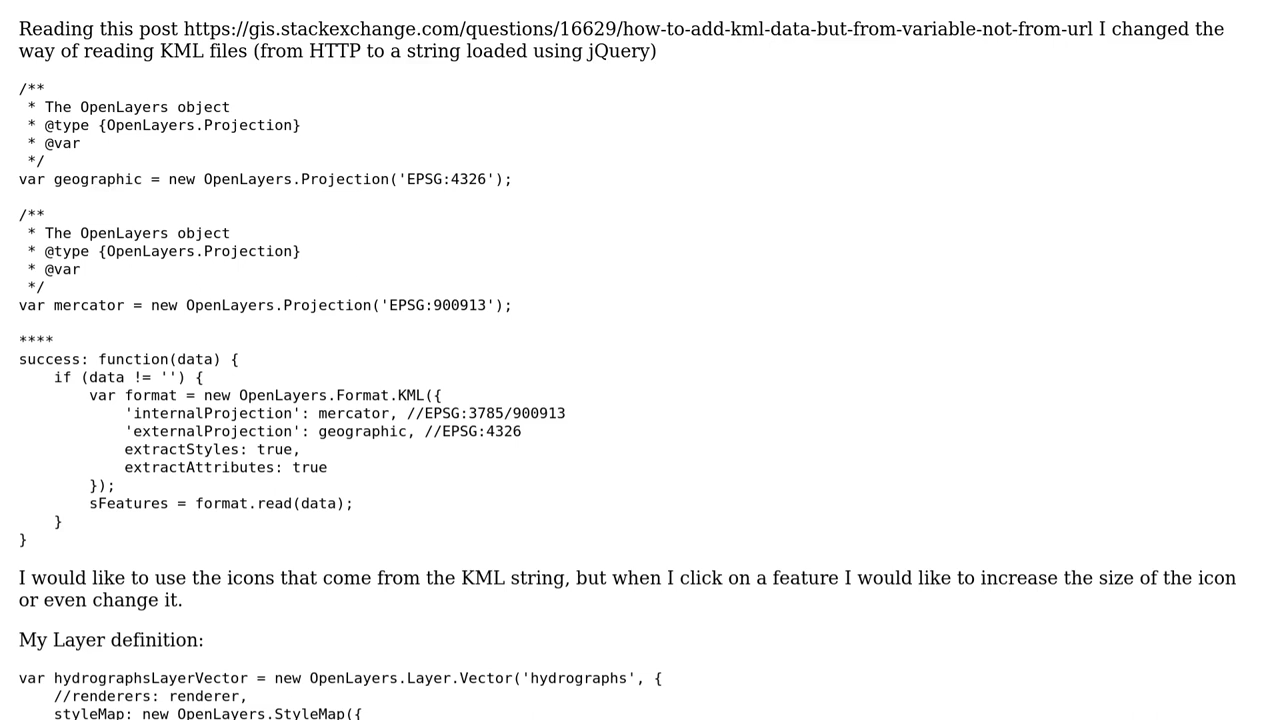 Reading this post https://gis.stackexchange.com/questions/16629/how-to-add-kml-data-but-from-variable-not-from-url I changed the
way of reading KML files (from HTTP to a string loaded using jQuery)
/**
 * The OpenLayers object
 * @type {OpenLayers.Projection}
 * @var
 */
var geographic = new OpenLayers.Projection('EPSG:4326');
/**
 * The OpenLayers object
 * @type {OpenLayers.Projection}
 * @var
 */
var mercator = new OpenLayers.Projection('EPSG:900913');
****
success: function(data) {
    if (data != '') {
        var format = new OpenLayers.Format.KML({
            'internalProjection': mercator, //EPSG:3785/900913
            'externalProjection': geographic, //EPSG:4326
            extractStyles: true,
            extractAttributes: true
        });
        sFeatures = format.read(data);
    }
}
I would like to use the icons that come from the KML string, but when I click on a feature I would like to increase the size of the icon
or even change it.
My Layer definition:
var hydrographsLayerVector = new OpenLayers.Layer.Vector('hydrographs', {
    //renderers: renderer,
    styleMap: new OpenLayers.StyleMap({